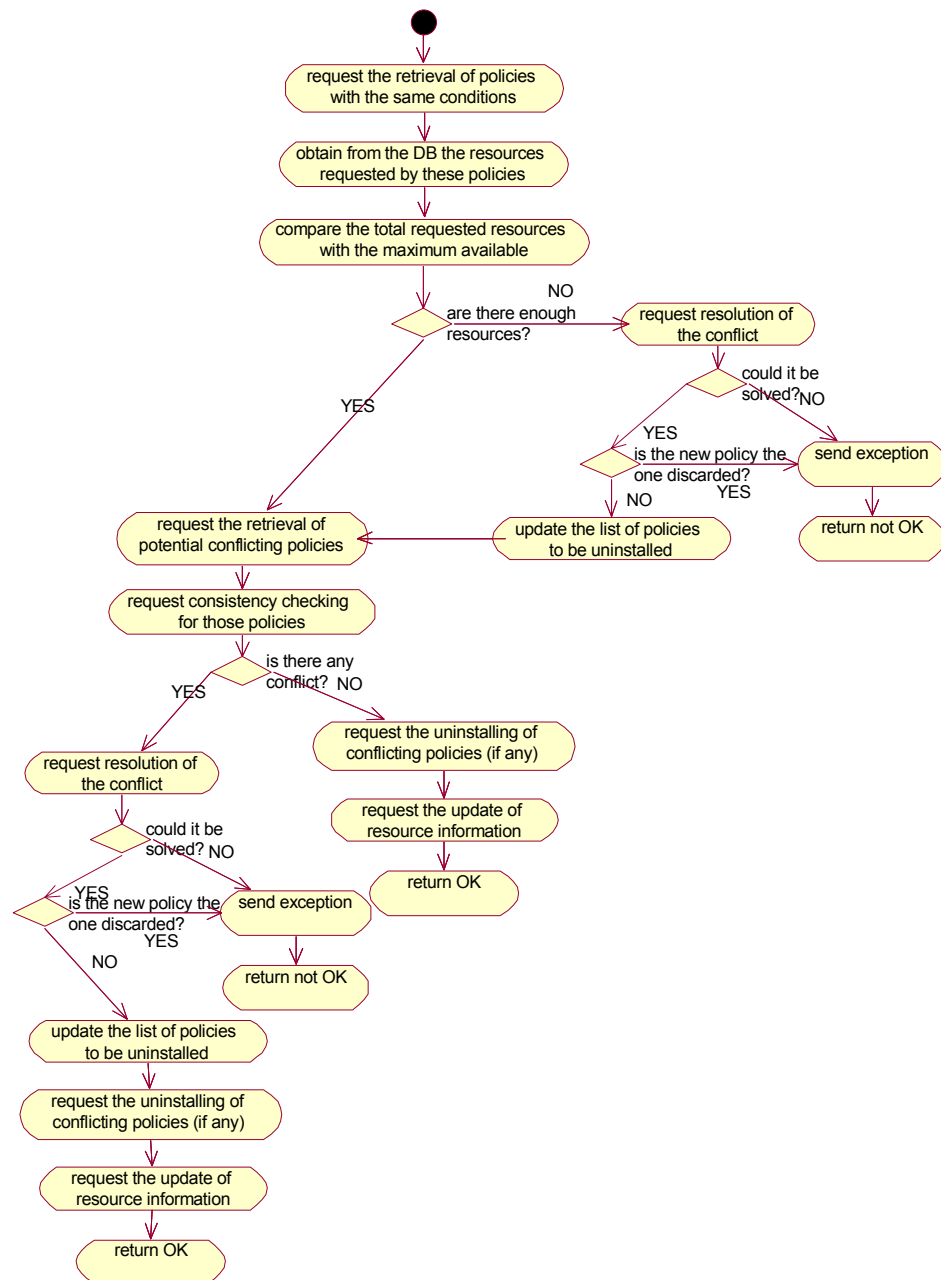 request the retrieval of policies
with the same conditions
obtain from the DB the resources
requested by these policies
compare the total requested resources
with the maximum available
NO
are there enough
resources?
request resolution of
the conflict
YES
could it be
solved?
NO
YES
is the new policy the
one discarded?
YES
send exception
NO
return not OK
request the retrieval of
potential conflicting policies
update the list of policies
to be uninstalled
request consistency checking
for those policies
is there any
conflict?
NO
YES
request the uninstalling of
conflicting policies (if any)
request resolution of
the conflict
request the update of
resource information
could it be
solved?
NO
return OK
YES
is the new policy the
one discarded?
YES
send exception
NO
return not OK
update the list of policies
to be uninstalled
request the uninstalling of
conflicting policies (if any)
request the update of
resource information
return OK